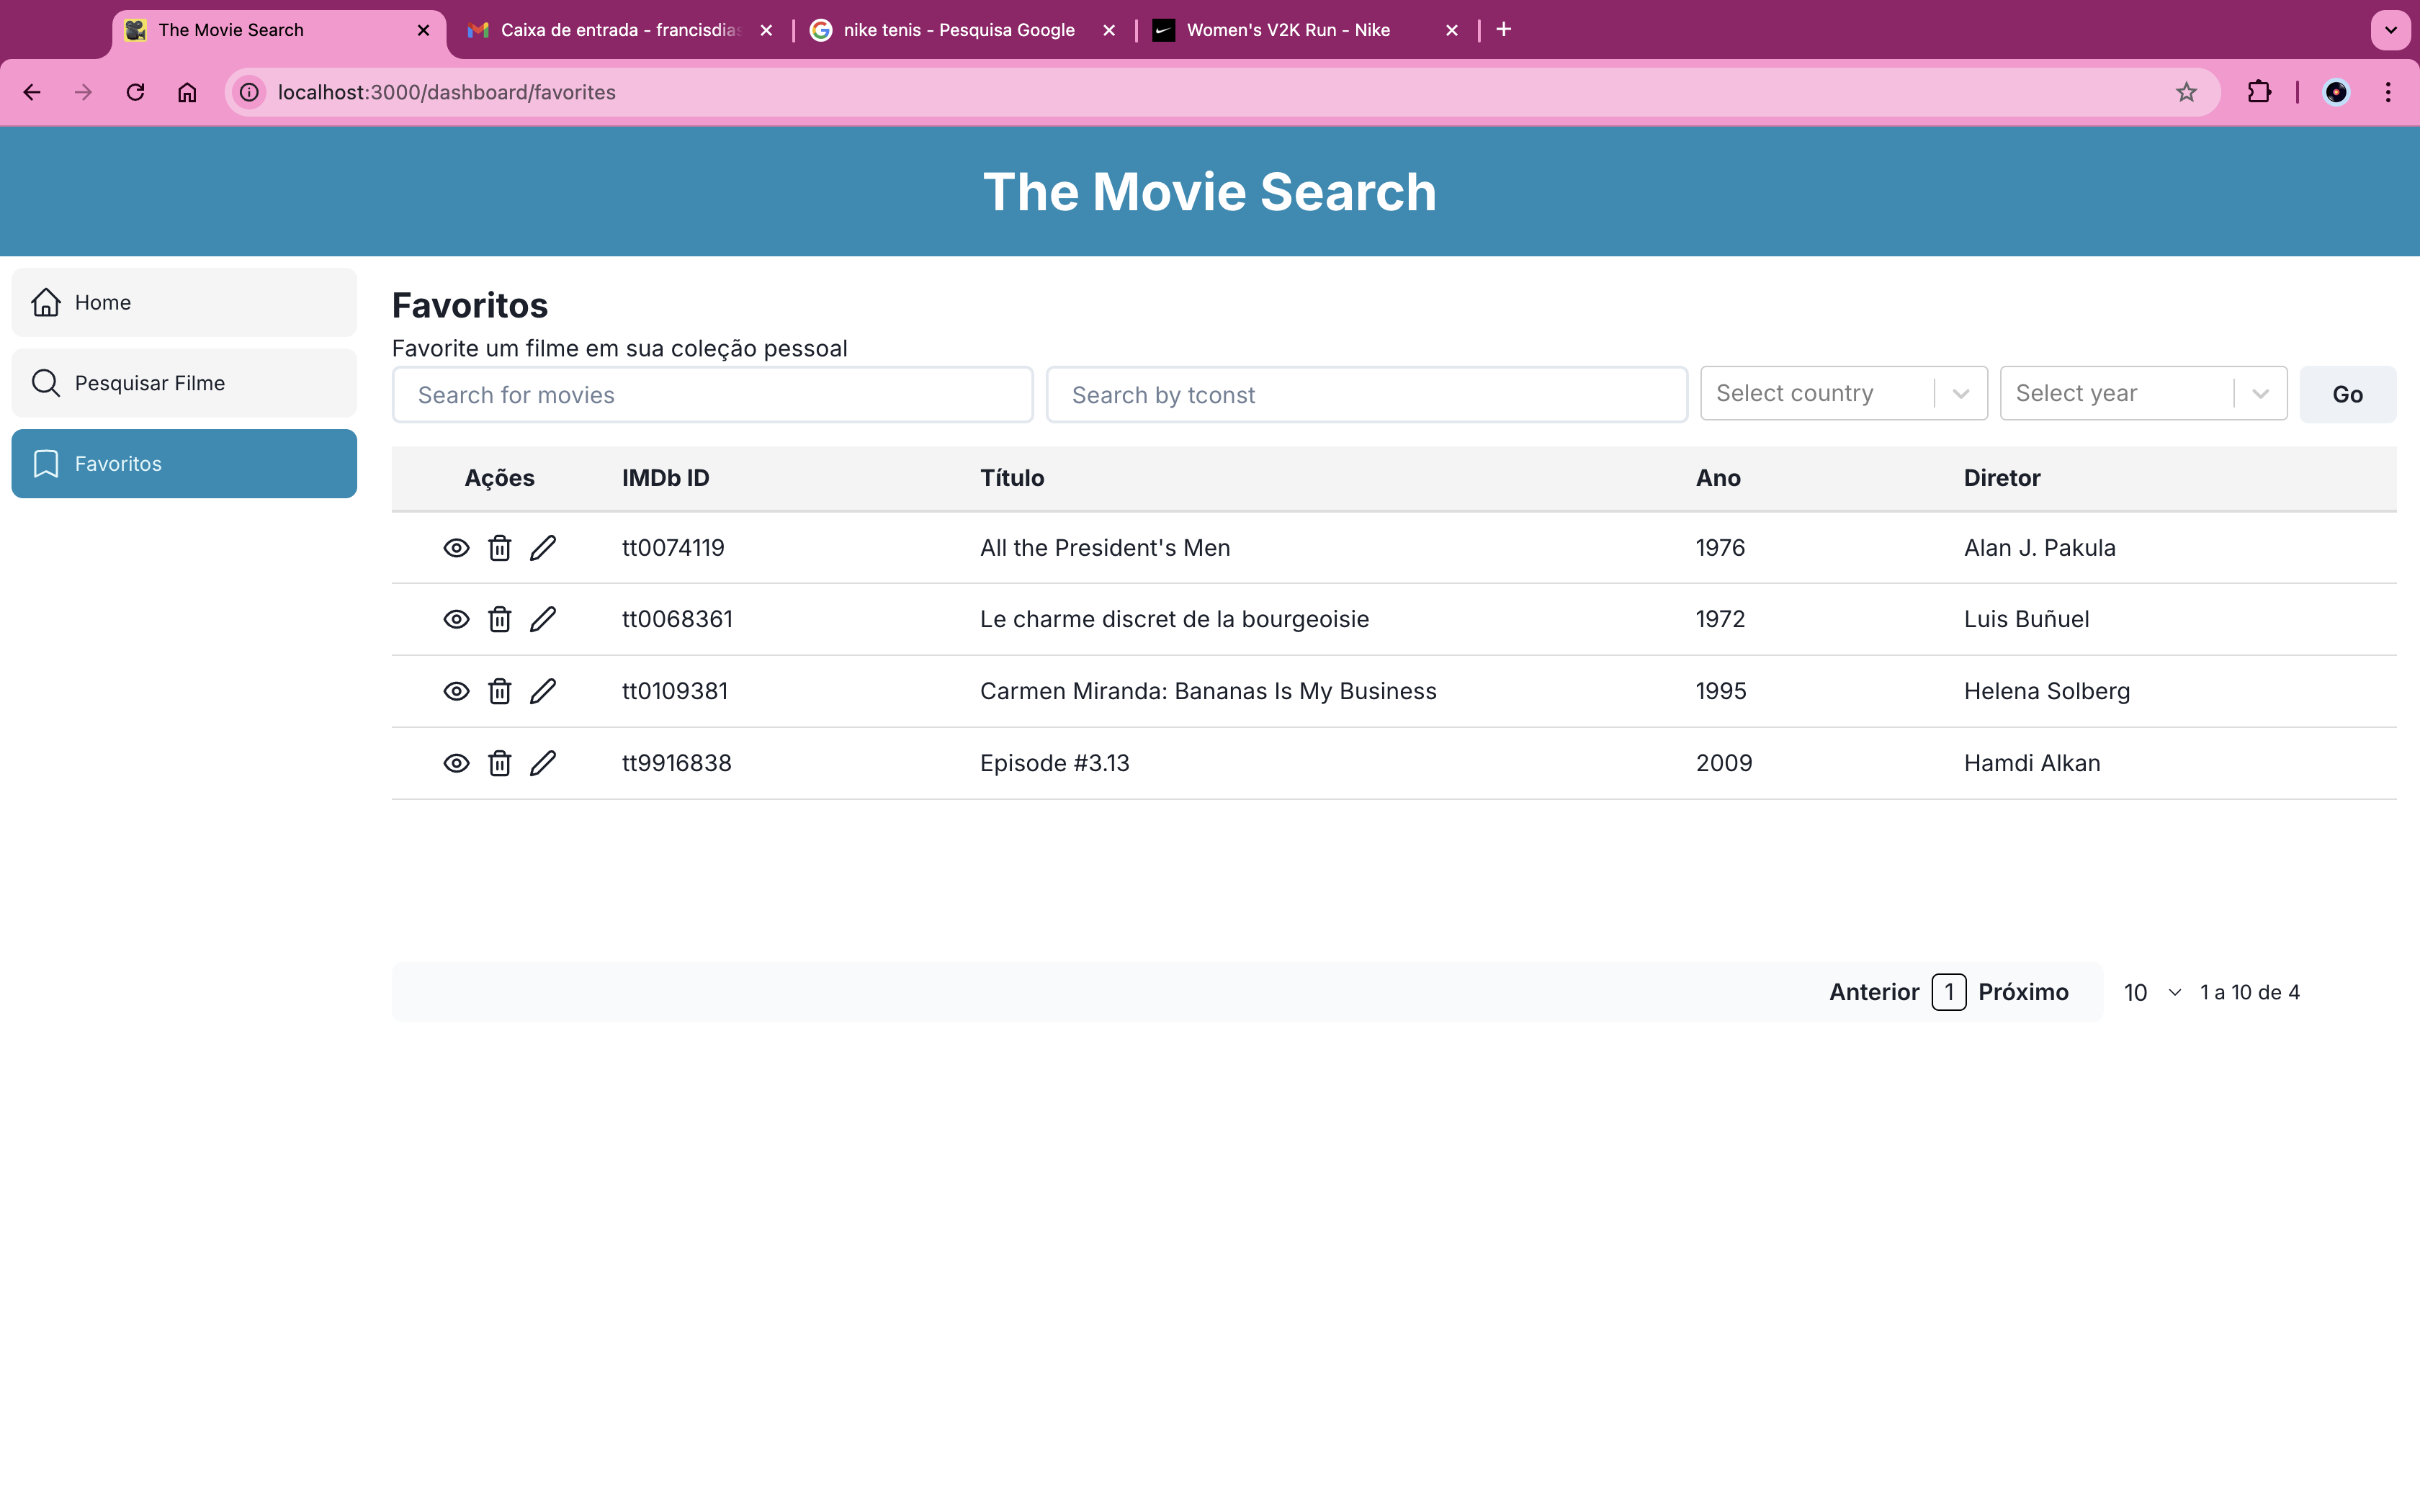 The Movie Search
Caixa de entrada - francisdias
nike tenis - Pesquisa Google
Women's V2K Run - Nike
localhost:3000/dashboard/favorites
The Movie Search
Home
Pesquisar Filme
Favoritos
Favoritos
Favorite um filme em sua coleção pessoal
Search for movies
Search by tconst
Select country
Select year
Go
Ações IMDb ID Título Ano Diretor
tt0074119 All the President's Men 1976 Alan J. Pakula
tt0068361 Le charme discret de la bourgeoisie 1972 Luis Buñuel
tt0109381 Carmen Miranda: Bananas Is My Business 1995 Helena Solberg
tt9916838 Episode #3.13 2009 Hamdi Alkan
Anterior 1 Próximo 10 1 a 10 de 4